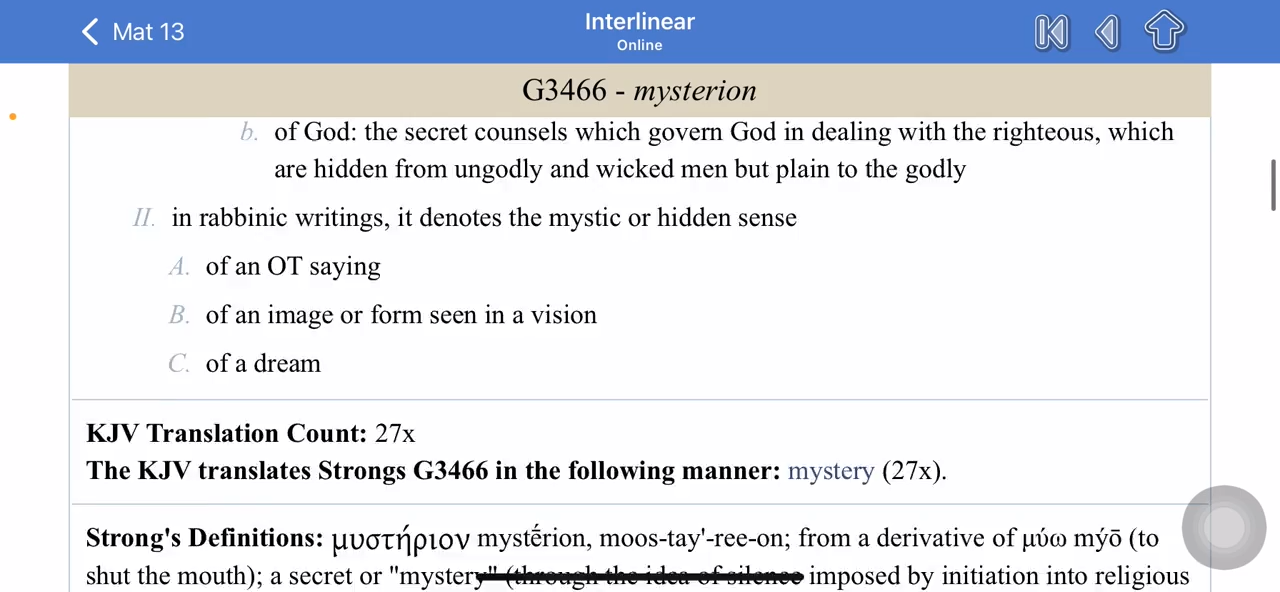 Mat 13
Interlinear
Online
G3466 - mysterion
b. of God: the secret counsels which govern God in dealing with the righteous, which
are hidden from ungodly and wicked men but plain to the godly
II. in rabbinic writings, it denotes the mystic or hidden sense
A. of an OT saying
B. of an image or form seen in a vision
C. of a dream
KJV Translation Count: 27x
The KJV translates Strongs G3466 in the following manner: mystery (27x).
Strong's Definitions: μυστήριον mystḗrion, moos-tay'-ree-on; from a derivative of μύω mýō (to
shut the mouth); a secret or "mystery" (through the idea of silence imposed by initiation into religious